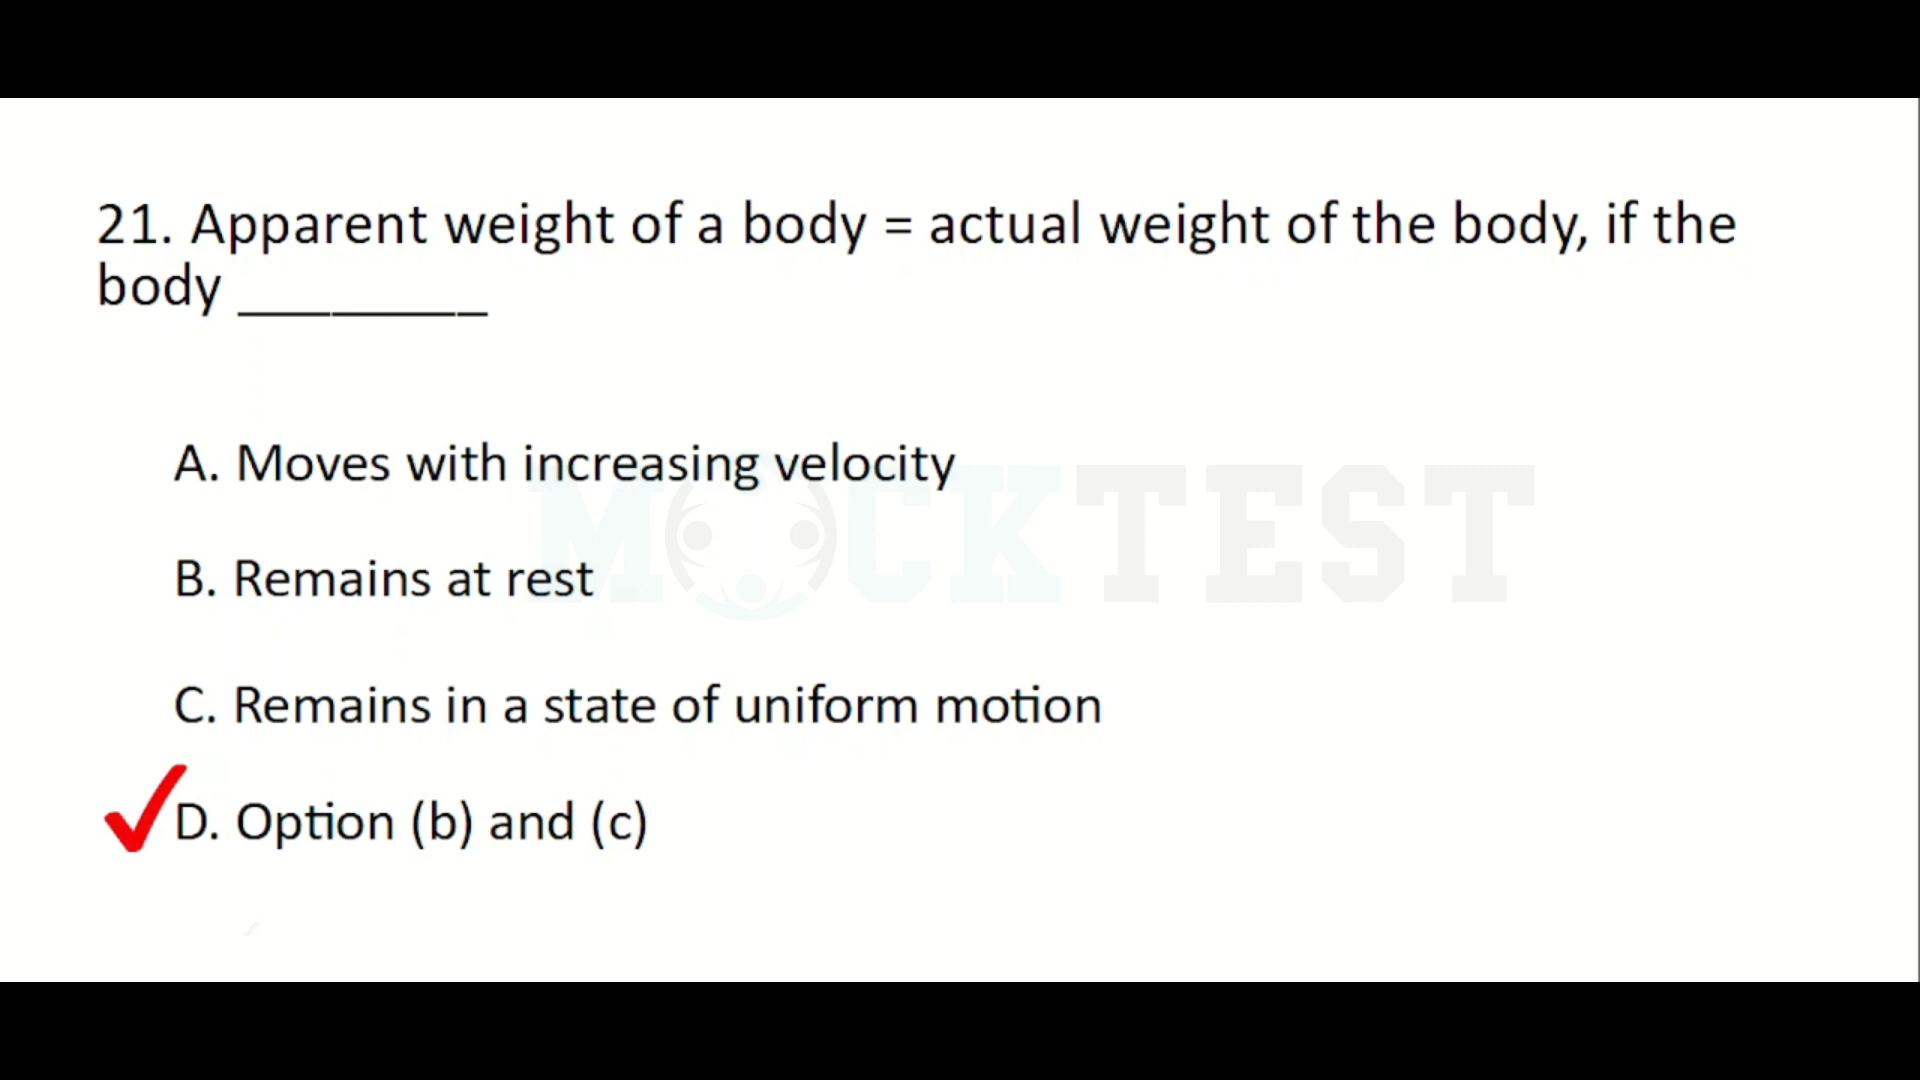 21. Apparent weight of a body = actual weight of the body, if the
body ________
A. Moves with increasing velocity
MOCKTEST
B. Remains at rest
C. Remains in a state of uniform motion
D. Option (b) and (c)